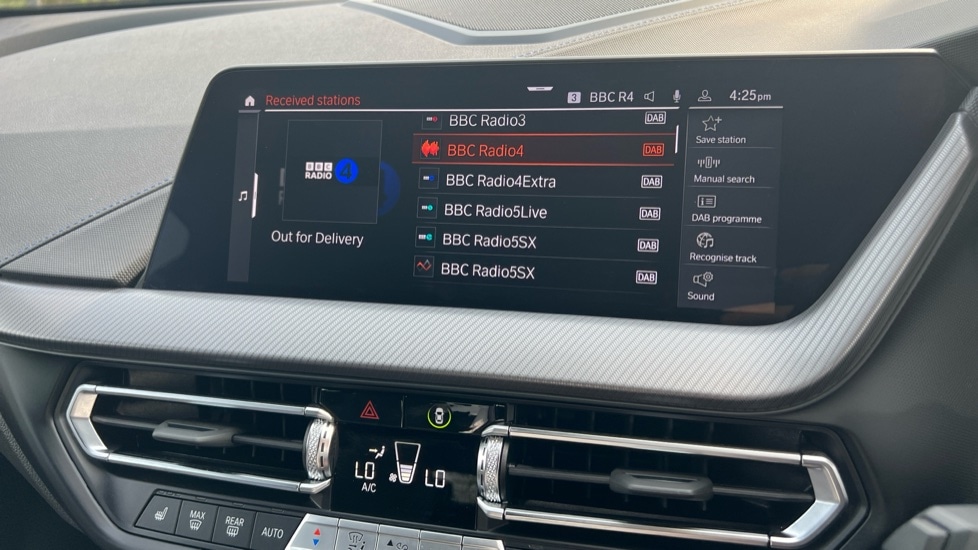 Received stations
3 BBC R4 4:25pm
BBC Radio3 DAB
BBC Radio4 DAB
BBC Radio4Extra DAB
BBC Radio5Live DAB
BBC Radio5SX DAB
BBC Radio5SX DAB
BBC
RADIO 4
Out for Delivery
Save station
Manual search
DAB programme
Recognise track
Sound
LO LO
A/C
MAX
REAR
AUTO